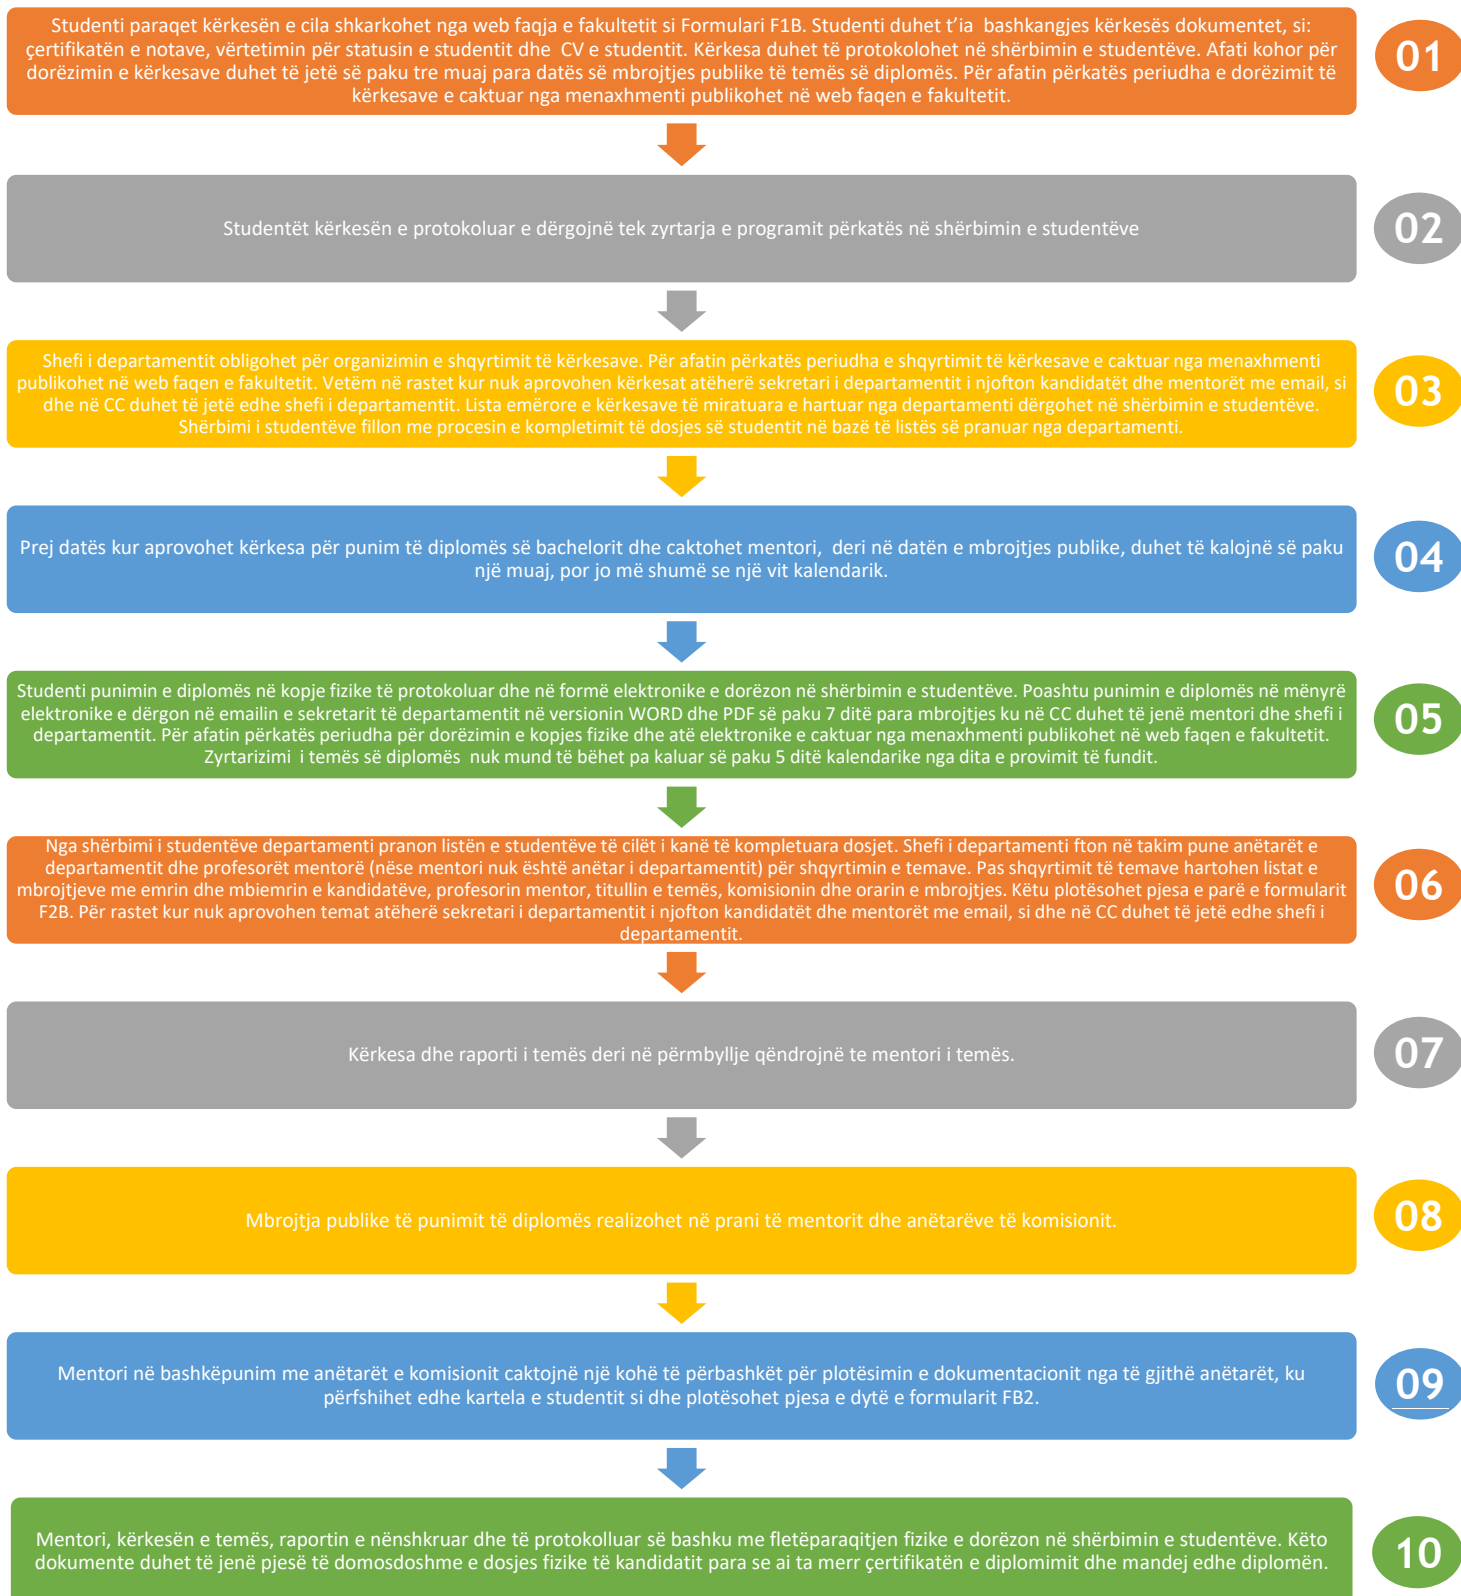 Studenti paraqet kërkesën e cila shkarkohet nga web faqja e fakultetit si Formulari F1B. Studenti duhet t’ia  bashkangjes kërkesës dokumentet, si:
çertifikatën e notave, vërtetimin për statusin e studentit dhe  CV e studentit. Kërkesa duhet të protokolohet në shërbimin e studentëve. Afati kohor për
dorëzimin e kërkesave duhet të jetë së paku tre muaj para datës së mbrojtjes publike të temës së diplomës. Për afatin përkatës periudha e dorëzimit të
kërkesave e caktuar nga menaxhmenti publikohet në web faqen e fakultetit.
01
Studentët kërkesën e protokoluar e dërgojnë tek zyrtarja e programit përkatës në shërbimin e studentëve
02
Shefi i departamentit obligohet për organizimin e shqyrtimit të kërkesave. Për afatin përkatës periudha e shqyrtimit të kërkesave e caktuar nga menaxhmenti
publikohet në web faqen e fakultetit. Vetëm në rastet kur nuk aprovohen kërkesat atëherë sekretari i departamentit i njofton kandidatët dhe mentorët me email, si
dhe në CC duhet të jetë edhe shefi i departamentit. Lista emërore e kërkesave të miratuara e hartuar nga departamenti dërgohet në shërbimin e studentëve.
Shërbimi i studentëve fillon me procesin e kompletimit të dosjes së studentit në bazë të listës së pranuar nga departamenti.
03
Prej datës kur aprovohet kërkesa për punim të diplomës së bachelorit dhe caktohet mentori,  deri në datën e mbrojtjes publike, duhet të kalojnë së paku
një muaj, por jo më shumë se një vit kalendarik.
04
Studenti punimin e diplomës në kopje fizike të protokoluar dhe në formë elektronike e dorëzon në shërbimin e studentëve. Poashtu punimin e diplomës në mënyrë
elektronike e dërgon në emailin e sekretarit të departamentit në versionin WORD dhe PDF së paku 7 ditë para mbrojtjes ku në CC duhet të jenë mentori dhe shefi i
departamentit. Për afatin përkatës periudha për dorëzimin e kopjes fizike dhe atë elektronike e caktuar nga menaxhmenti publikohet në web faqen e fakultetit.
Zyrtarizimi  i temës së diplomës  nuk mund të bëhet pa kaluar së paku 5 ditë kalendarike nga dita e provimit të fundit.
05
Nga shërbimi i studentëve departamenti pranon listën e studentëve të cilët i kanë të kompletuara dosjet. Shefi i departamenti fton në takim pune anëtarët e
departamentit dhe profesorët mentorë (nëse mentori nuk është anëtar i departamentit) për shqyrtimin e temave. Pas shqyrtimit të temave hartohen listat e
mbrojtjeve me emrin dhe mbiemrin e kandidatëve, profesorin mentor, titullin e temës, komisionin dhe orarin e mbrojtjes. Këtu plotësohet pjesa e parë e formularit
F2B. Për rastet kur nuk aprovohen temat atëherë sekretari i departamentit i njofton kandidatët dhe mentorët me email, si dhe në CC duhet të jetë edhe shefi i
departamentit.
06
Kërkesa dhe raporti i temës deri në përmbyllje qëndrojnë te mentori i temës.
07
Mbrojtja publike të punimit të diplomës realizohet në prani të mentorit dhe anëtarëve të komisionit.
08
Mentori në bashkëpunim me anëtarët e komisionit caktojnë një kohë të përbashkët për plotësimin e dokumentacionit nga të gjithë anëtarët, ku
përfshihet edhe kartela e studentit si dhe plotësohet pjesa e dytë e formularit FB2.
09
Mentori, kërkesën e temës, raportin e nënshkruar dhe të protokolluar së bashku me fletëparaqitjen fizike e dorëzon në shërbimin e studentëve. Këto
dokumente duhet të jenë pjesë të domosdoshme e dosjes fizike të kandidatit para se ai ta merr çertifikatën e diplomimit dhe mandej edhe diplomën.
10